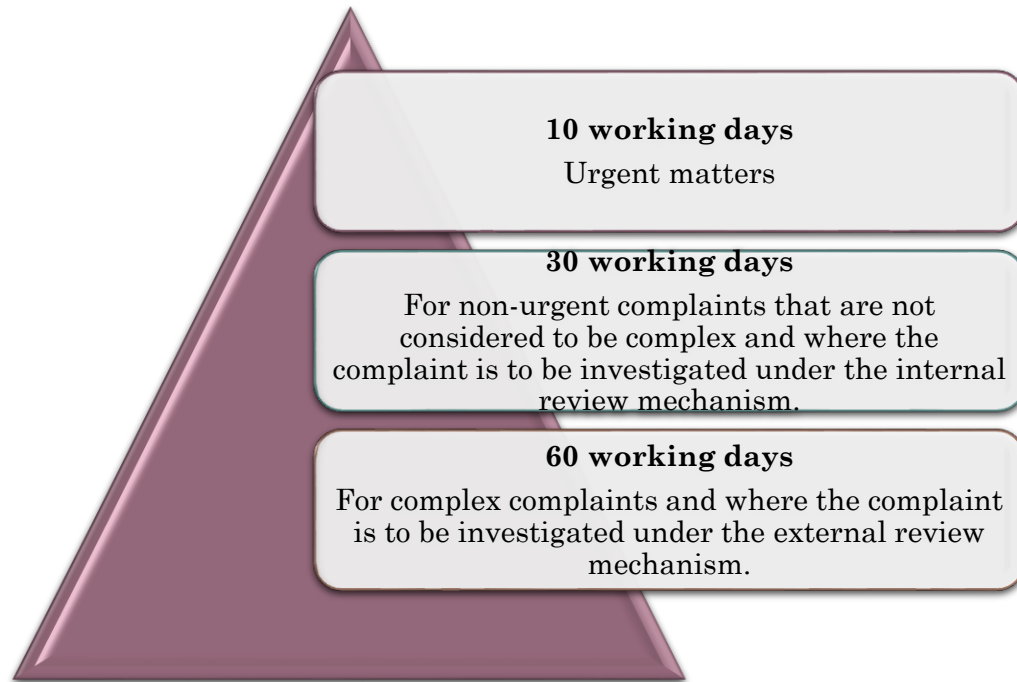 10 working days
Urgent matters
30 working days
For non-urgent complaints that are not
considered to be complex and where the
complaint is to be investigated under the internal
review mechanism.
60 working days
For complex complaints and where the complaint
is to be investigated under the external review
mechanism.